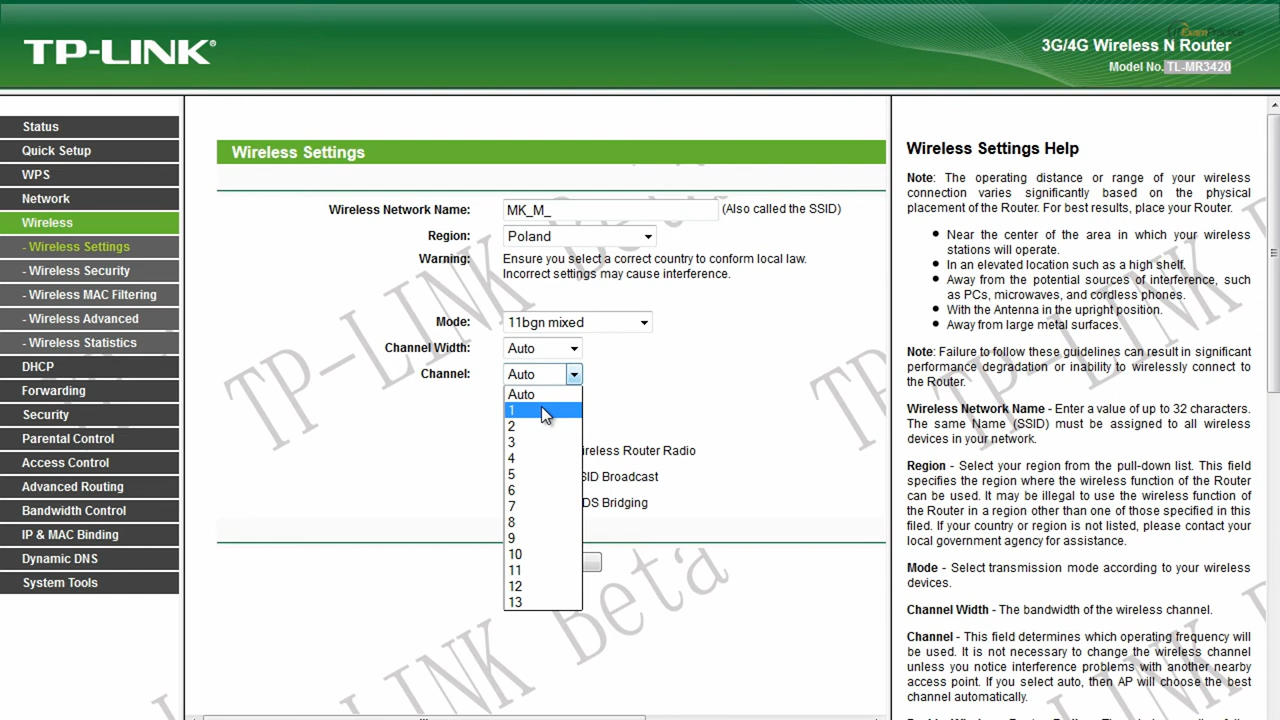 TP-LINK®
3G/4G Wireless N Router
Model No. TL-MR3420
Status
Quick Setup
WPS
Network
Wireless
- Wireless Settings
- Wireless Security
- Wireless MAC Filtering
- Wireless Advanced
- Wireless Statistics
DHCP
Forwarding
Security
Parental Control
Access Control
Advanced Routing
Bandwidth Control
IP & MAC Binding
Dynamic DNS
System Tools
Wireless Settings
Wireless Network Name: MK_M_ (Also called the SSID)
Region: Poland
Warning: Ensure you select a correct country to conform local law.
Incorrect settings may cause interference.
Mode: 11bgn mixed
Channel Width: Auto
Channel: Auto
Auto
1
2
3
4
ireless Router Radio
5
SID Broadcast
6
7
DS Bridging
8
9
10
11
12
13
TP-LINK Beta
TP-LINK Beta
Wireless Settings Help
Note: The operating distance or range of your wireless
connection varies significantly based on the physical
placement of the Router. For best results, place your Router.
Near the center of the area in which your wireless
stations will operate.
In an elevated location such as a high shelf.
Away from the potential sources of interference, such
as PCs, microwaves, and cordless phones.
With the Antenna in the upright position.
Away from large metal surfaces.
Note: Failure to follow these guidelines can result in significant
performance degradation or inability to wirelessly connect to
the Router.
Wireless Network Name - Enter a value of up to 32 characters.
The same Name (SSID) must be assigned to all wireless
devices in your network.
Region - Select your region from the pull-down list. This field
specifies the region where the wireless function of the Router
can be used. It may be illegal to use the wireless function of
the Router in a region other than one of those specified in this
filed. If your country or region is not listed, please contact your
local government agency for assistance.
Mode - Select transmission mode according to your wireless
devices.
Channel Width - The bandwidth of the wireless channel.
Channel - This field determines which operating frequency will
be used. It is not necessary to change the wireless channel
unless you notice interference problems with another nearby
access point. If you select auto, then AP will choose the best
channel automatically.